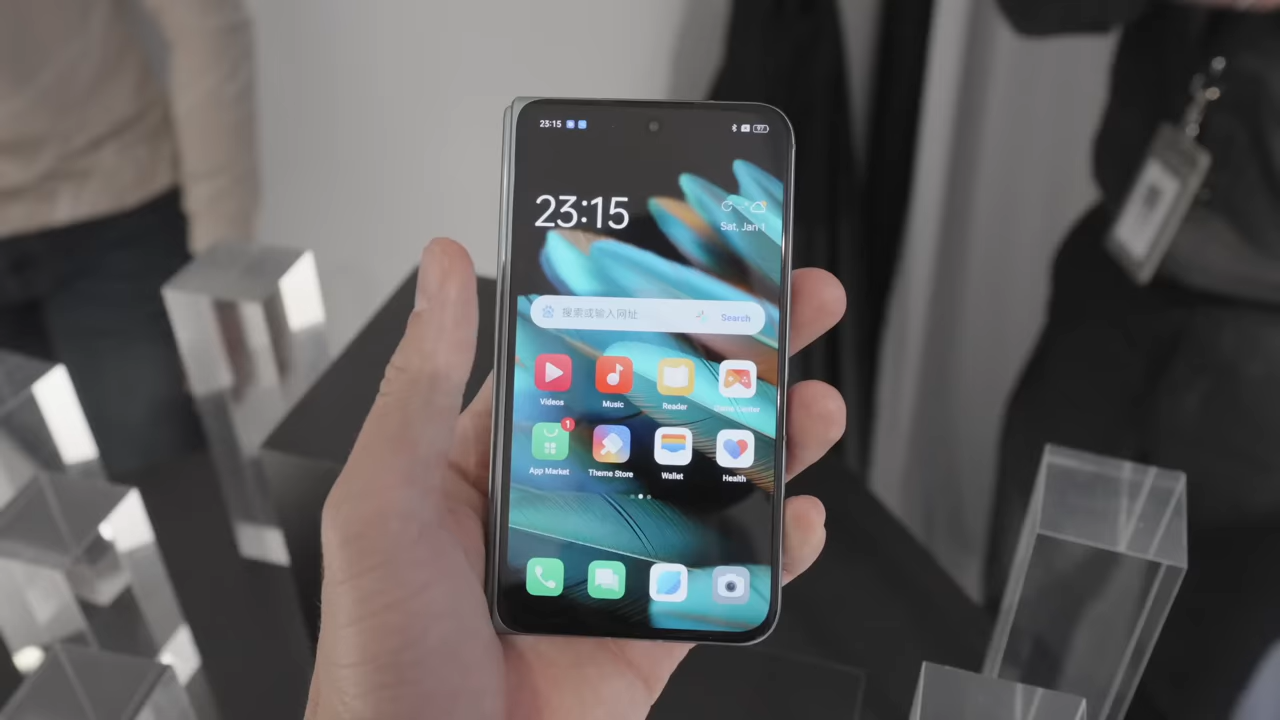 23:15
97
23:15
Sat, Jan 1
搜索或输入网址
Search
Videos
Music
Reader
Game Center
1
App Market
Theme Store
Wallet
Health